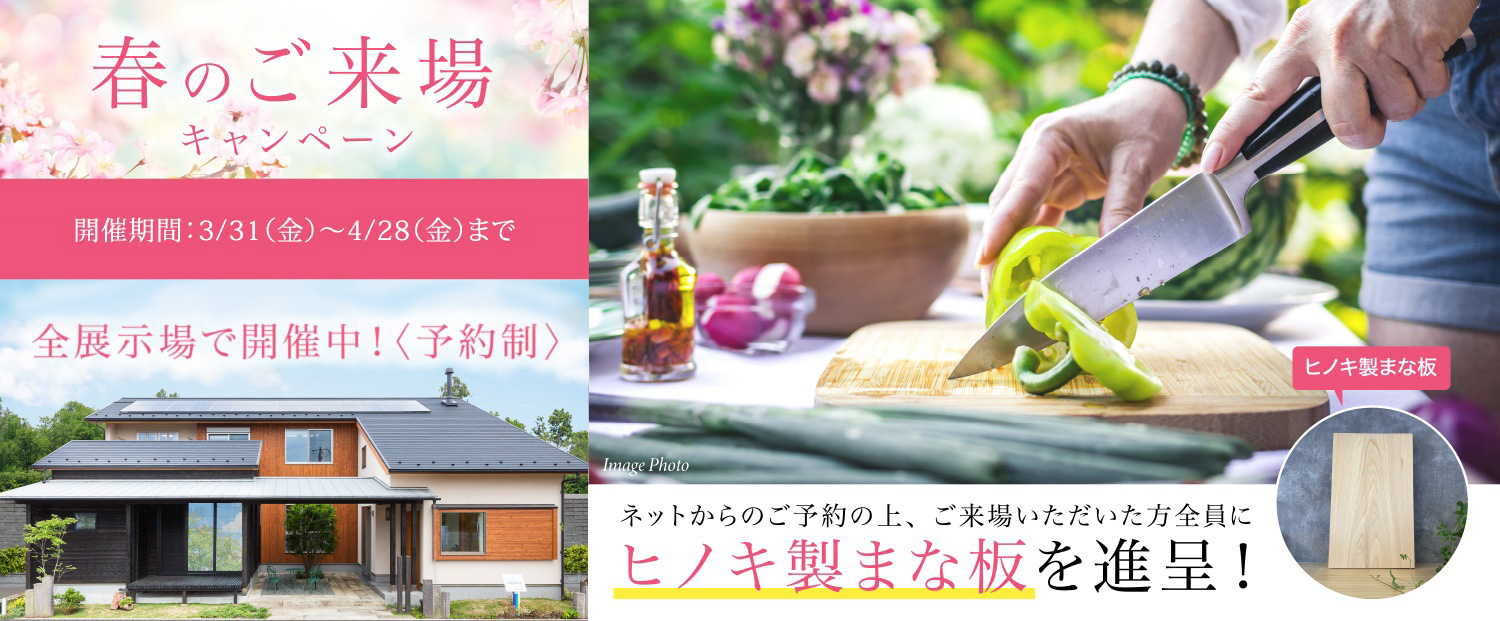 春のご来場
キャンペーン
開催期間：3/31（金）～4/28（金）まで
全展示場で開催中！〈予約制〉
Image Photo
ヒノキ製まな板
ネットからのご予約の上、ご来場いただいた方全員に
ヒノキ製まな板を進呈！